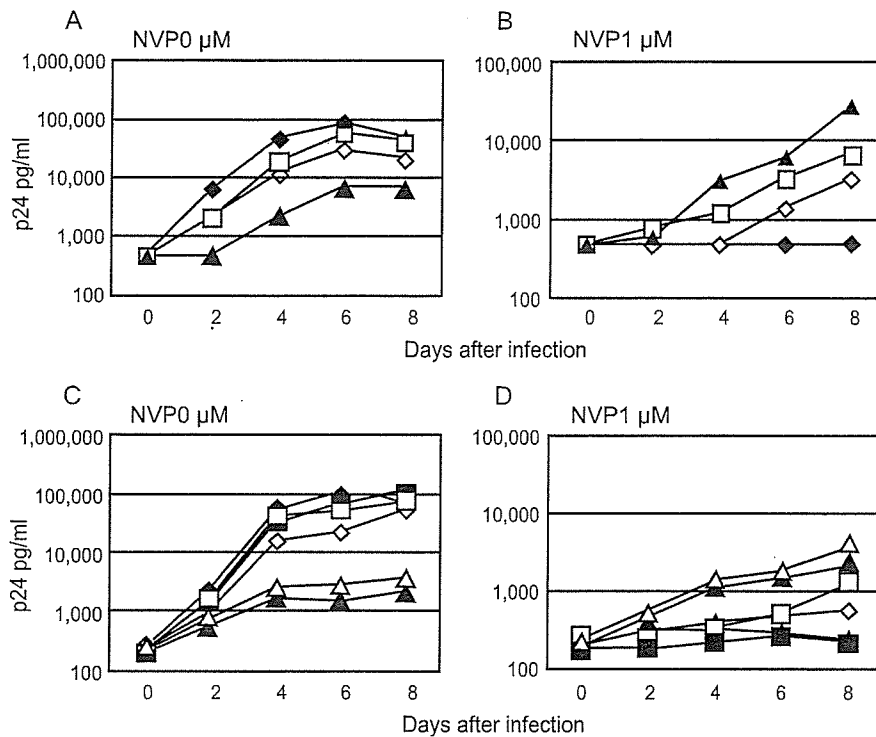 A
NVP0 µM
B
NVP1 µM
1,000,000
100,000
10,000
1,000
100
p24 pg/ml
0 2 4 6 8
100,000
10,000
1,000
100
0 2 4 6 8
Days after infection
C
NVP0 µM
D
NVP1 µM
1,000,000
100,000
10,000
1,000
100
p24 pg/ml
0 2 4 6 8
100,000
10,000
1,000
100
0 2 4 6 8
Days after infection